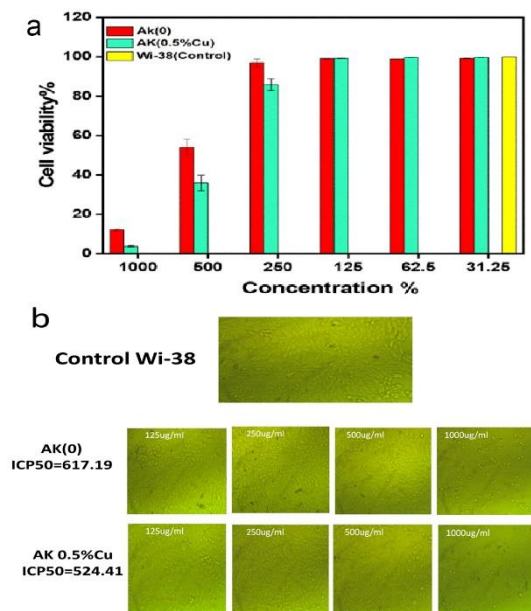 a
Ak(0)
AK(0.5%Cu)
Wi-38(Control)
Cell viability%
120
100
80
60
40
20
0
1000
500
250
125
62.5
31.25
Concentration %
b
Control Wi-38
AK(0)
ICP50=617.19
125ug/ml
250ug/ml
500ug/ml
1000ug/ml
AK 0.5%Cu
ICP50=524.41
125ug/ml
250ug/ml
500ug/ml
1000ug/ml